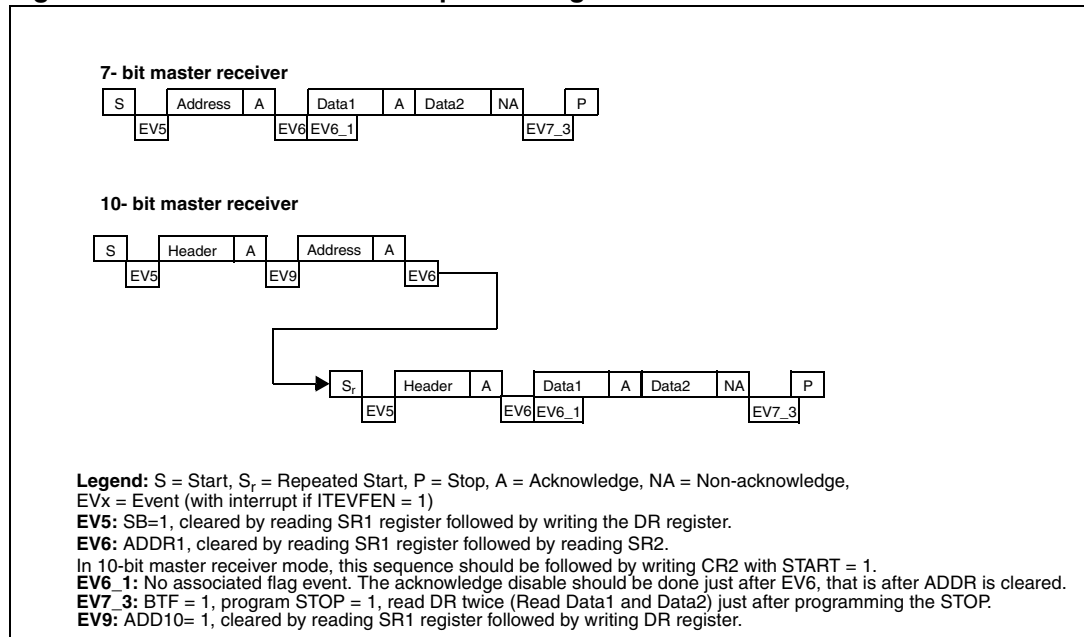 7- bit master receiver
S Address A Data1 A Data2 NA P
EV5 EV6 EV6_1 EV7_3
10- bit master receiver
S Header A Address A
EV5 EV9 EV6
Sr Header A Data1 A Data2 NA P
EV5 EV6 EV6_1 EV7_3
Legend: S = Start, Sr = Repeated Start, P = Stop, A = Acknowledge, NA = Non-acknowledge,
EVx = Event (with interrupt if ITEVFEN = 1)
EV5: SB=1, cleared by reading SR1 register followed by writing the DR register.
EV6: ADDR1, cleared by reading SR1 register followed by reading SR2.
In 10-bit master receiver mode, this sequence should be followed by writing CR2 with START = 1.
EV6_1: No associated flag event. The acknowledge disable should be done just after EV6, that is after ADDR is cleared.
EV7_3: BTF = 1, program STOP = 1, read DR twice (Read Data1 and Data2) just after programming the STOP.
EV9: ADD10= 1, cleared by reading SR1 register followed by writing DR register.